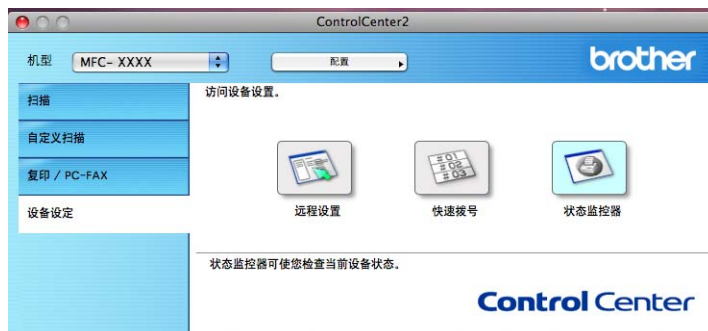 ControlCenter2
机型 MFC- XXXX 配置 brother
扫描
自定义扫描
复印 / PC-FAX
设备设定
访问设备设置。
#01
#02
#03
远程设置 快速拨号 状态监控器
状态监控器可使您检查当前设备状态。
Control Center